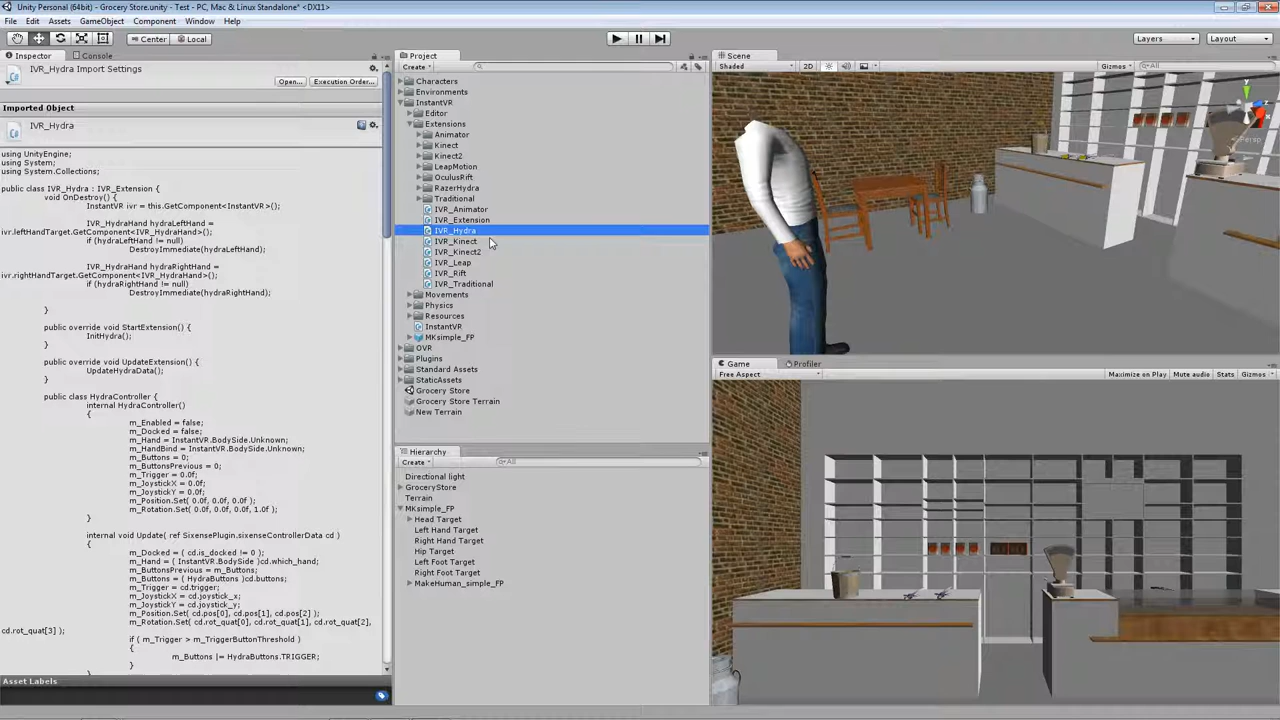 Unity Personal (64bit) - Grocery Store.unity - Test - PC, Mac & Linux Standalone* <DX11>
File Edit Assets GameObject Component Window Help
Center Local Layers Layout
Inspector Console
IVR_Hydra Import Settings
Open... Execution Order...
Imported Object
IVR_Hydra
using UnityEngine;
using System;
using System.Collections;
public class IVR_Hydra : IVR_Extension {
void OnDestroy() {
InstantVR ivr = this.GetComponent<InstantVR>();
IVR_HydraHand hydraLeftHand =
ivr.leftHandTarget.GetComponent<IVR_HydraHand>();
if (hydraLeftHand != null)
DestroyImmediate(hydraLeftHand);
IVR_HydraHand hydraRightHand =
ivr.rightHandTarget.GetComponent<IVR_HydraHand>();
if (hydraRightHand != null)
DestroyImmediate(hydraRightHand);
}
public override void StartExtension() {
InitHydra();
}
public override void UpdateExtension() {
UpdateHydraData();
}
public class HydraController {
internal HydraController()
{
m_Enabled = false;
m_Docked = false;
m_Hand = InstantVR.BodySide.Unknown;
m_HandBind = InstantVR.BodySide.Unknown;
m_Buttons = 0;
m_ButtonsPrevious = 0;
m_Trigger = 0.0f;
m_JoystickX = 0.0f;
m_JoystickY = 0.0f;
m_Position.Set( 0.0f, 0.0f, 0.0f );
m_Rotation.Set( 0.0f, 0.0f, 0.0f, 1.0f );
}
internal void Update( ref SixensePlugin.sixenseControllerData cd )
{
m_Docked = ( cd.is_docked != 0 );
m_Hand = ( InstantVR.BodySide )cd.which_hand;
m_ButtonsPrevious = m_Buttons;
m_Buttons = ( HydraButtons )cd.buttons;
m_Trigger = cd.trigger;
m_JoystickX = cd.joystick_x;
m_JoystickY = cd.joystick_y;
m_Position.Set( cd.pos[0], cd.pos[1], cd.pos[2] );
m_Rotation.Set( cd.rot_quat[0], cd.rot_quat[1], cd.rot_quat[2],
cd.rot_quat[3] );
if ( m_Trigger > m_TriggerButtonThreshold )
{
m_Buttons |= HydraButtons.TRIGGER;
}
Asset Labels
Project
Create
Characters
Environments
InstantVR
Editor
Extensions
Animator
Kinect
Kinect2
LeapMotion
OculusRift
RazerHydra
Traditional
IVR_Animator
IVR_Extension
IVR_Hydra
IVR_Kinect
IVR_Kinect2
IVR_Leap
IVR_Rift
IVR_Traditional
Movements
Physics
Resources
InstantVR
MKsimple_FP
OVR
Plugins
Standard Assets
StaticAssets
Grocery Store
Grocery Store Terrain
New Terrain
Hierarchy
Create All
Directional light
GroceryStore
Terrain
MKsimple_FP
Head Target
Left Hand Target
Right Hand Target
Hip Target
Left Foot Target
Right Foot Target
MakeHuman_simple_FP
Scene
Shaded 2D Gizmos All
y
x
Persp
Game Profiler
Free Aspect Maximize on Play Mute audio Stats Gizmos